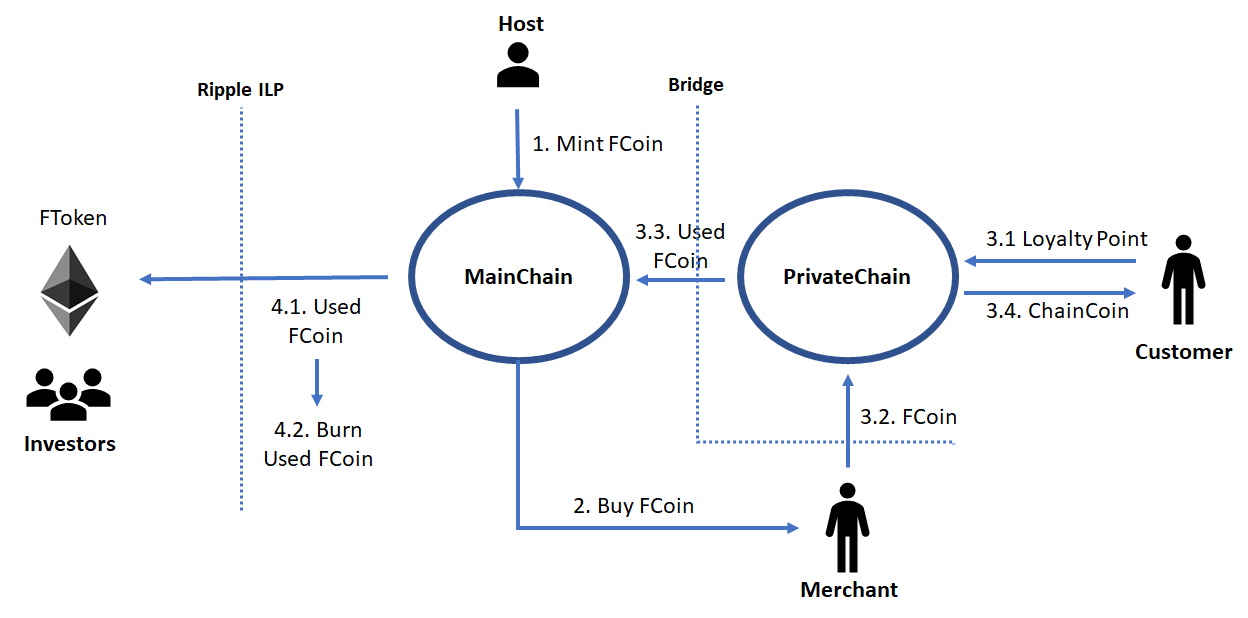 Host
Ripple ILP
Bridge
1. Mint FCoin
FToken
3.3. Used
FCoin
3.1 Loyalty Point
MainChain
PrivateChain
4.1. Used
FCoin
3.4. ChainCoin
Customer
3.2. FCoin
4.2. Burn
Used FCoin
Investors
2. Buy FCoin
Merchant